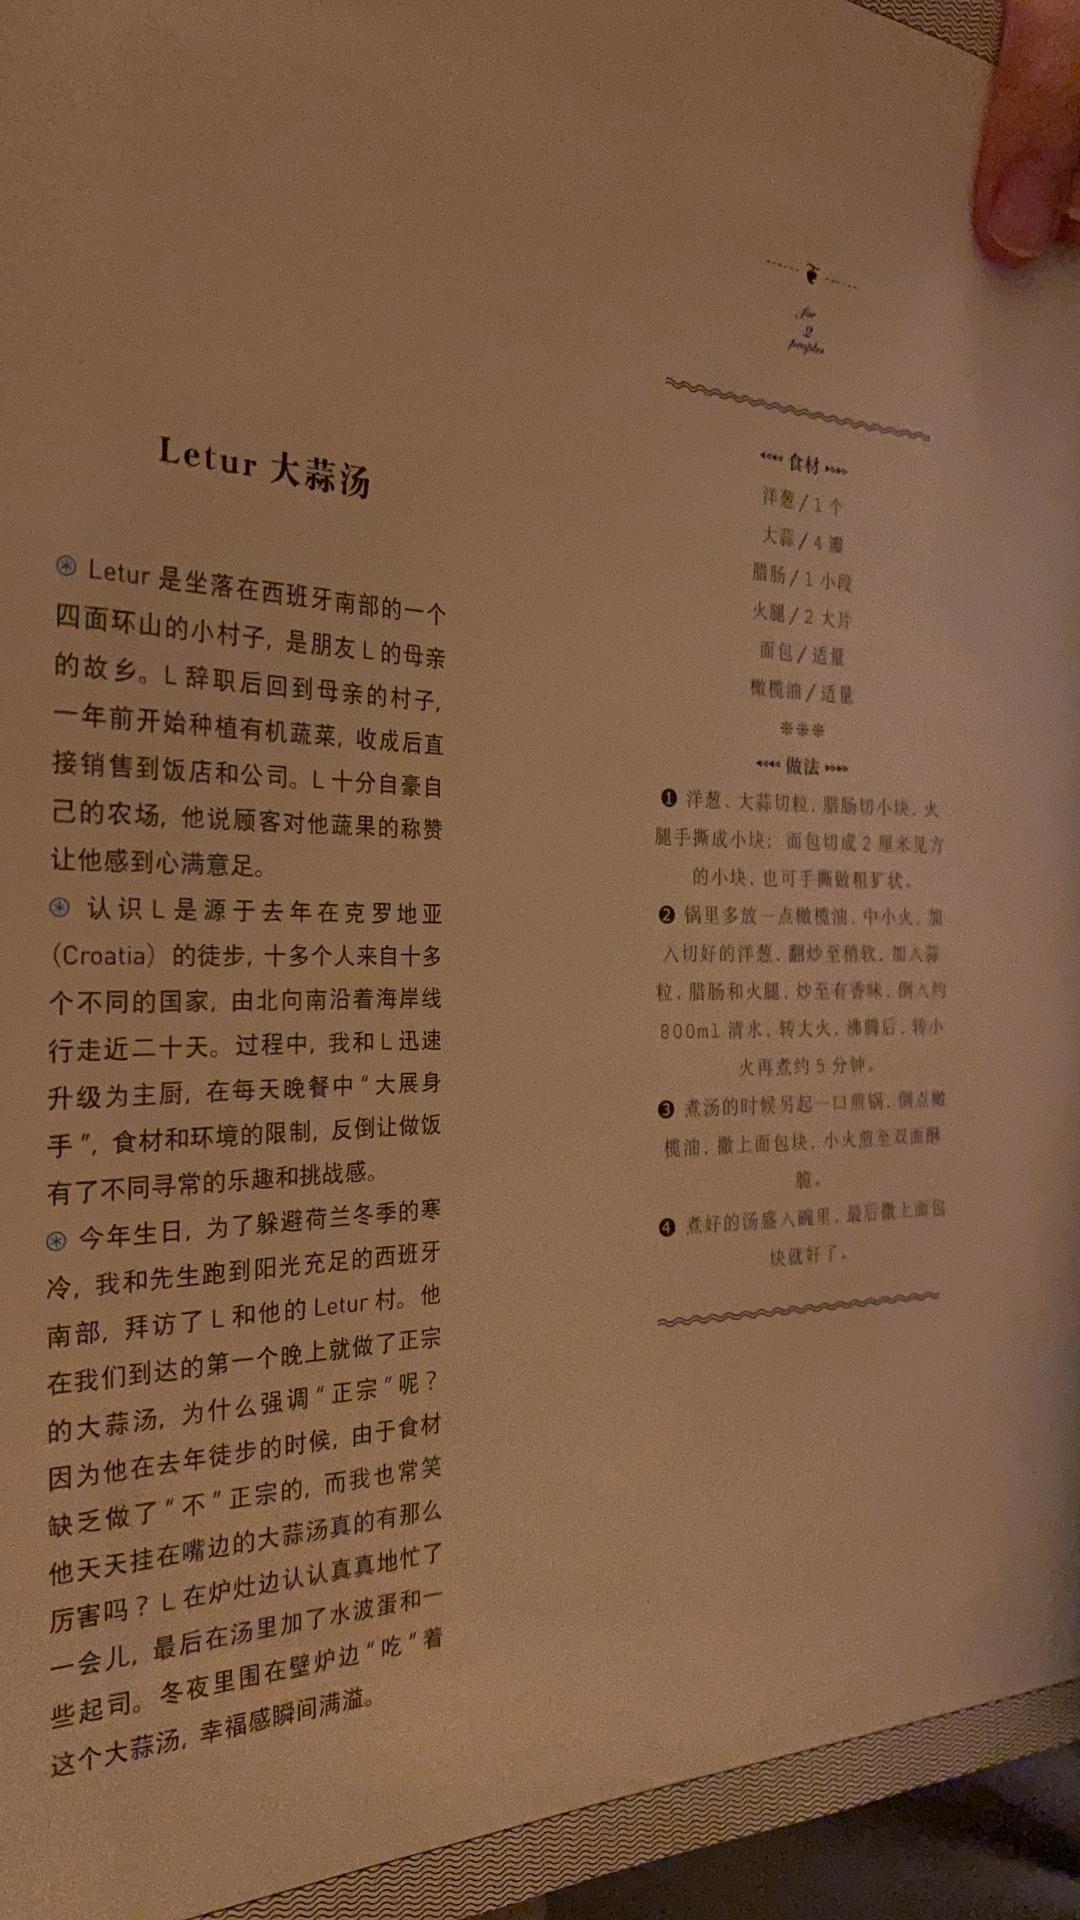 Letur 大蒜汤
Letur 是坐落在西班牙南部的一个
四面环山的小村子，是朋友 L 的母亲
的故乡。L 辞职后回到母亲的村子，
一年前开始种植有机蔬菜，收成后直
接销售到饭店和公司。L 十分自豪自
己的农场，他说顾客对他蔬果的称赞
让他感到心满意足。
认识 L 是源于去年在克罗地亚
（Croatia）的徒步，十多个人来自十多
个不同的国家，由北向南沿着海岸线
行走近二十天。过程中，我和 L 迅速
升级为主厨，在每天晚餐中“大展身
手”，食材和环境的限制，反倒让做饭
有了不同寻常的乐趣和挑战感。
今年生日，为了躲避荷兰冬季的寒
冷，我和先生跑到阳光充足的西班牙
南部，拜访了 L 和他的 Letur 村。他
在我们到达的第一个晚上就做了正宗
的大蒜汤，为什么强调“正宗”呢？
因为他在去年徒步的时候，由于食材
缺乏做了“不”正宗的，而我也常笑
他天天挂在嘴边的大蒜汤真的有那么
厉害吗？L 在炉灶边认认真真地忙了
一会儿，最后在汤里加了水波蛋和一
些起司。冬夜里围在壁炉边“吃”着
这个大蒜汤，幸福感瞬间满溢。
for
2
peoples
食材
洋葱 / 1 个
大蒜 / 4 瓣
腊肠 / 1 小段
火腿 / 2 大片
面包 / 适量
橄榄油 / 适量
※※※
做法
❶ 洋葱、大蒜切粒，腊肠切小块，火
腿手撕成小块；面包切成 2 厘米见方
的小块，也可手撕做粗犷状。
❷ 锅里多放一点橄榄油，中小火，加
入切好的洋葱，翻炒至稍软，加入蒜
粒，腊肠和火腿，炒至有香味，倒入约
800ml 清水，转大火，沸腾后，转小
火再煮约 5 分钟。
❸ 煮汤的时候另起一口煎锅，倒点橄
榄油，撒上面包块，小火煎至双面酥
脆。
❹ 煮好的汤盛入碗里，最后撒上面包
块就好了。